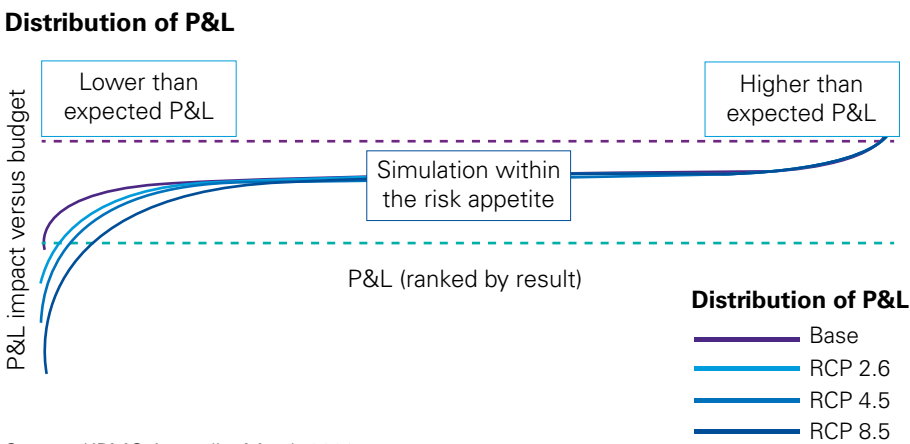 Distribution of P&L
Lower than
expected P&L
Higher than
expected P&L
P&L impact versus budget
Simulation within
the risk appetite
P&L (ranked by result)
Distribution of P&L
Base
RCP 2.6
RCP 4.5
RCP 8.5